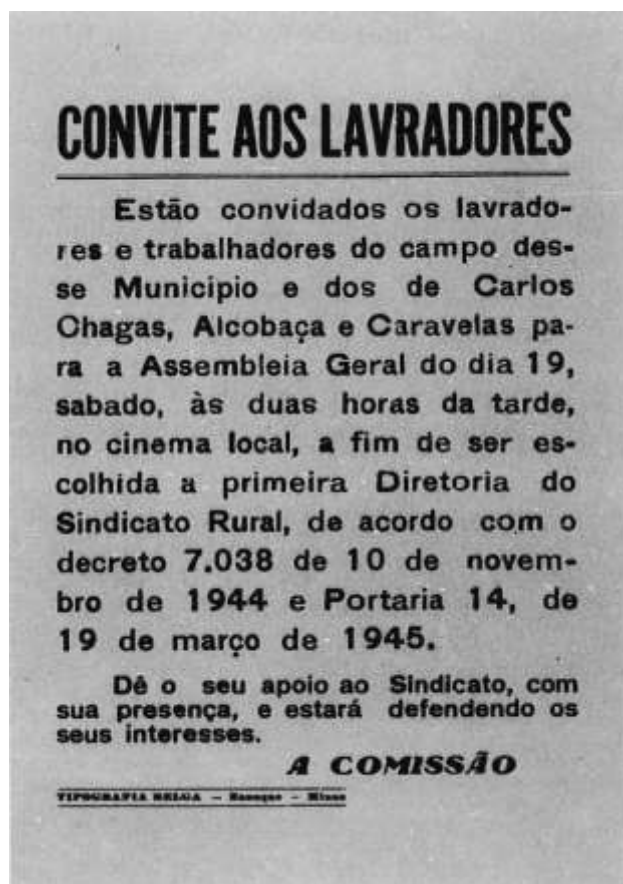 CONVITE AOS LAVRADORES
Estão convidados os lavrado-
res e trabalhadores do campo des-
se Município e dos de Carlos
Chagas, Alcobaça e Caravelas pa-
ra a Assembleia Geral do dia 19,
sabado, às duas horas da tarde,
no cinema local, a fim de ser es-
colhida a primeira Diretoria do
Sindicato Rural, de acordo com o
decreto 7.038 de 10 de novem-
bro de 1944 e Portaria 14, de
19 de março de 1945.
Dê o seu apoio ao Sindicato, com
sua presença, e estará defendendo os
seus interesses.
A COMISSÃO
TIPOGRAFIA BELGA — Nanuque — Minas